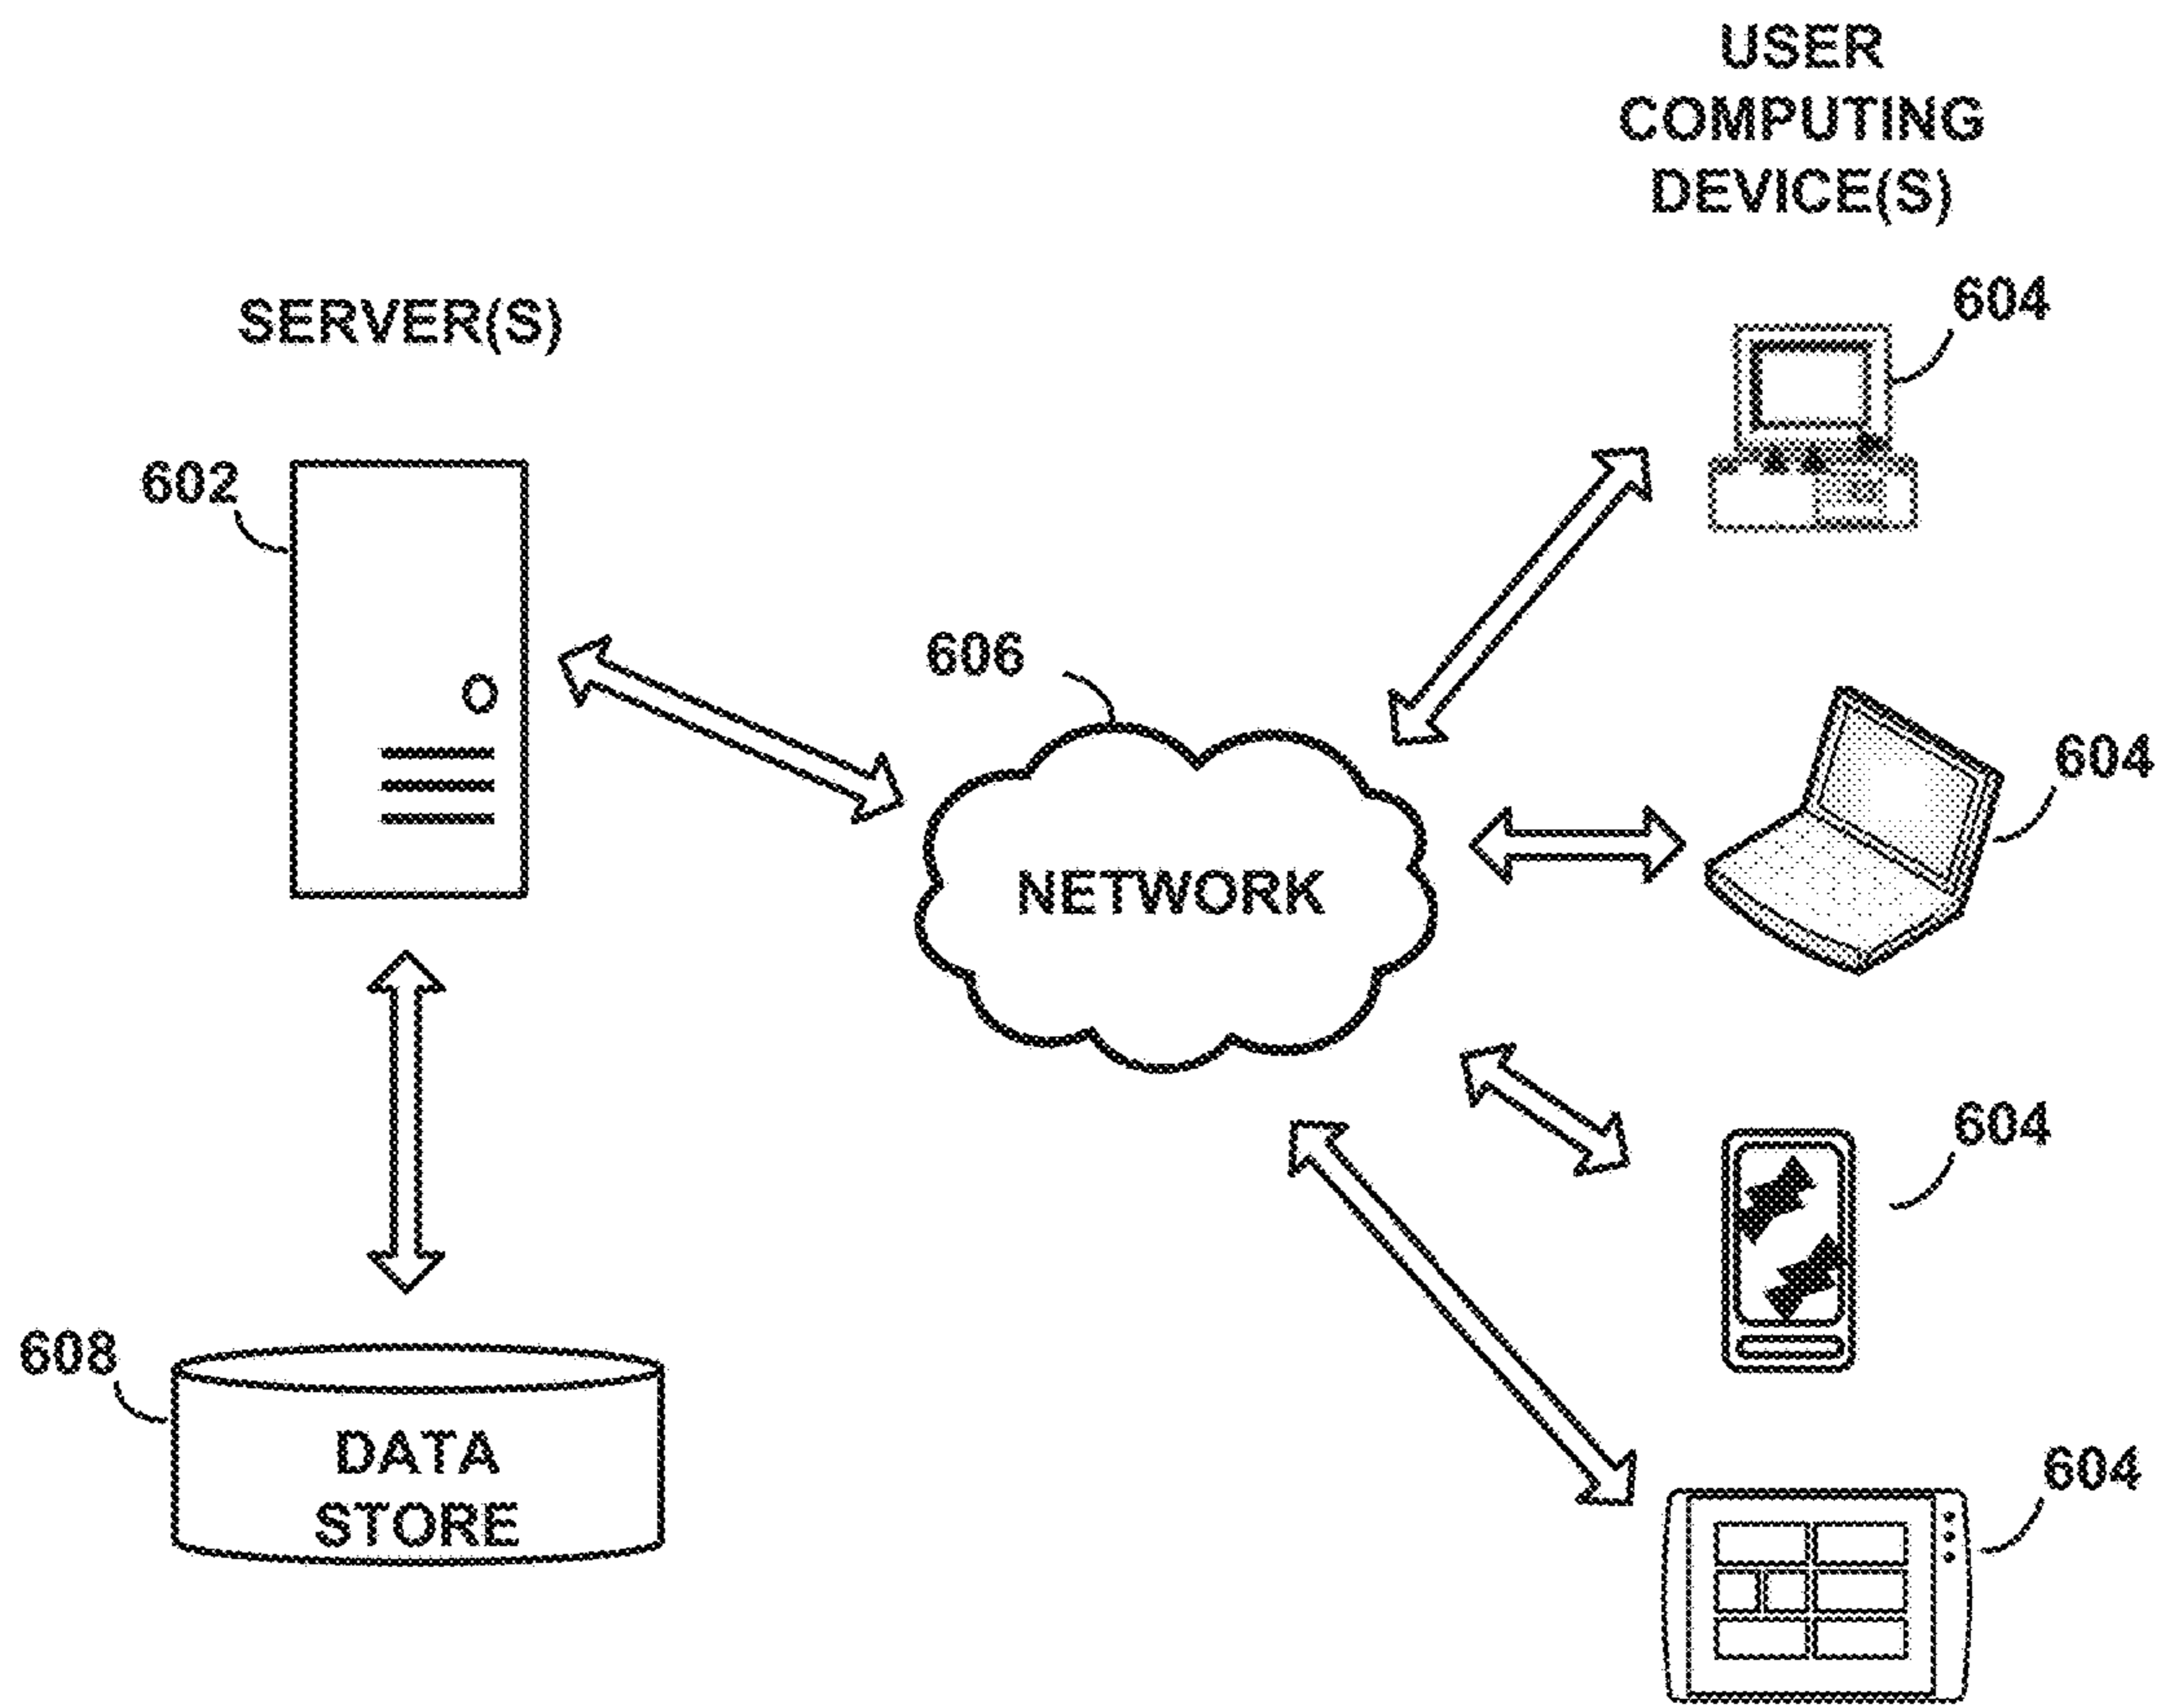 USER
COMPUTING
DEVICE(S)
604
SERVER(S)
602
606
604
NETWORK
604
608
DATA
STORE
604